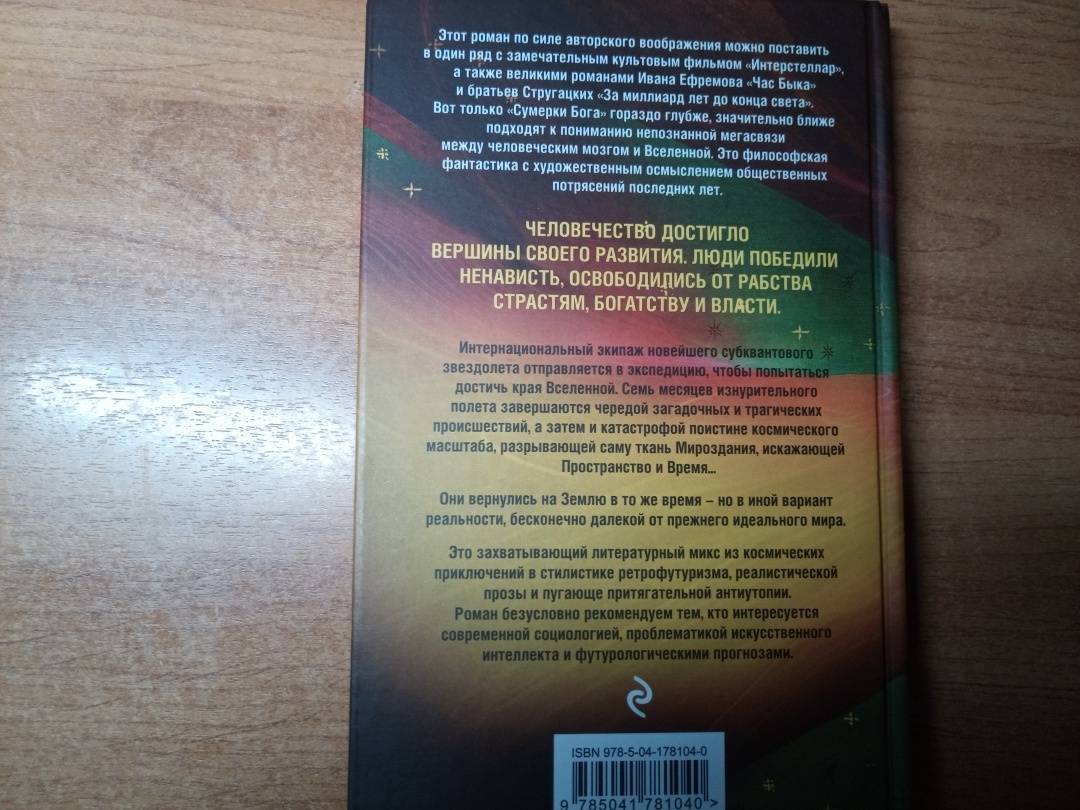 Этот роман по силе авторского воображения можно поставить
в один ряд с замечательным культовым фильмом «Интерстеллар»,
а также великими романами Ивана Ефремова «Час Быка»
и братьев Стругацких «За миллиард лет до конца света».
Вот только «Сумерки Бога» гораздо глубже, значительно ближе
подходят к пониманию непознанной мегасвязи
между человеческим мозгом и Вселенной. Это философская
фантастика с художественным осмыслением общественных
потрясений последних лет.
ЧЕЛОВЕЧЕСТВО ДОСТИГЛО
ВЕРШИНЫ СВОЕГО РАЗВИТИЯ. ЛЮДИ ПОБЕДИЛИ
НЕНАВИСТЬ, ОСВОБОДИЛИСЬ ОТ РАБСТВА
СТРАСТЯМ, БОГАТСТВУ И ВЛАСТИ.
Интернациональный экипаж новейшего субквантового
звездолета отправляется в экспедицию, чтобы попытаться
достичь края Вселенной. Семь месяцев изнурительного
полета завершаются чередой загадочных и трагических
происшествий, а затем и катастрофой поистине космического
масштаба, разрывающей саму ткань Мироздания, искажающей
Пространство и Время...
Они вернулись на Землю в то же время – но в иной вариант
реальности, бесконечно далекой от прежнего идеального мира.
Это захватывающий литературный микс из космических
приключений в стилистике ретрофутуризма, реалистической
прозы и пугающе притягательной антиутопии.
Роман безусловно рекомендуем тем, кто интересуется
современной социологией, проблематикой искусственного
интеллекта и футурологическими прогнозами.
ISBN 978-5-04-178104-0
9 785041 781040 >